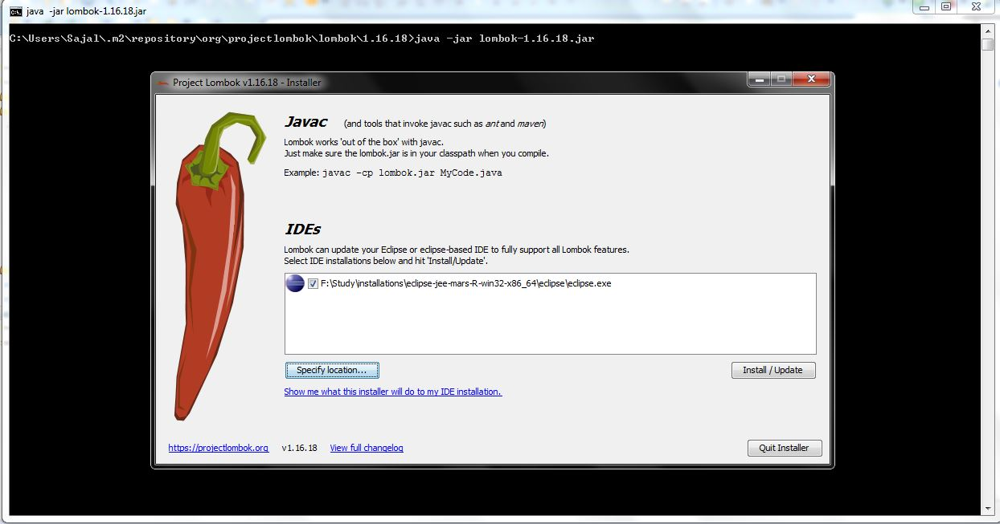 java -jar lombok-1.16.18.jar
C:\Users\Sajal\.m2\repository\org\projectlombok\lombok\1.16.18>java -jar lombok-1.16.18.jar
Project Lombok v1.16.18 - Installer
Javac (and tools that invoke javac such as ant and maven)
Lombok works 'out of the box' with javac.
Just make sure the lombok.jar is in your classpath when you compile.
Example: javac -cp lombok.jar MyCode.java
IDEs
Lombok can update your Eclipse or eclipse-based IDE to fully support all Lombok features.
Select IDE installations below and hit 'Install/Update'.
F:\Study\installations\eclipse-jee-mars-R-win32-x86_64\eclipse\eclipse.exe
Specify location... Install / Update
Show me what this installer will do to my IDE installation.
https://projectlombok.org v1.16.18 View full changelog Quit Installer